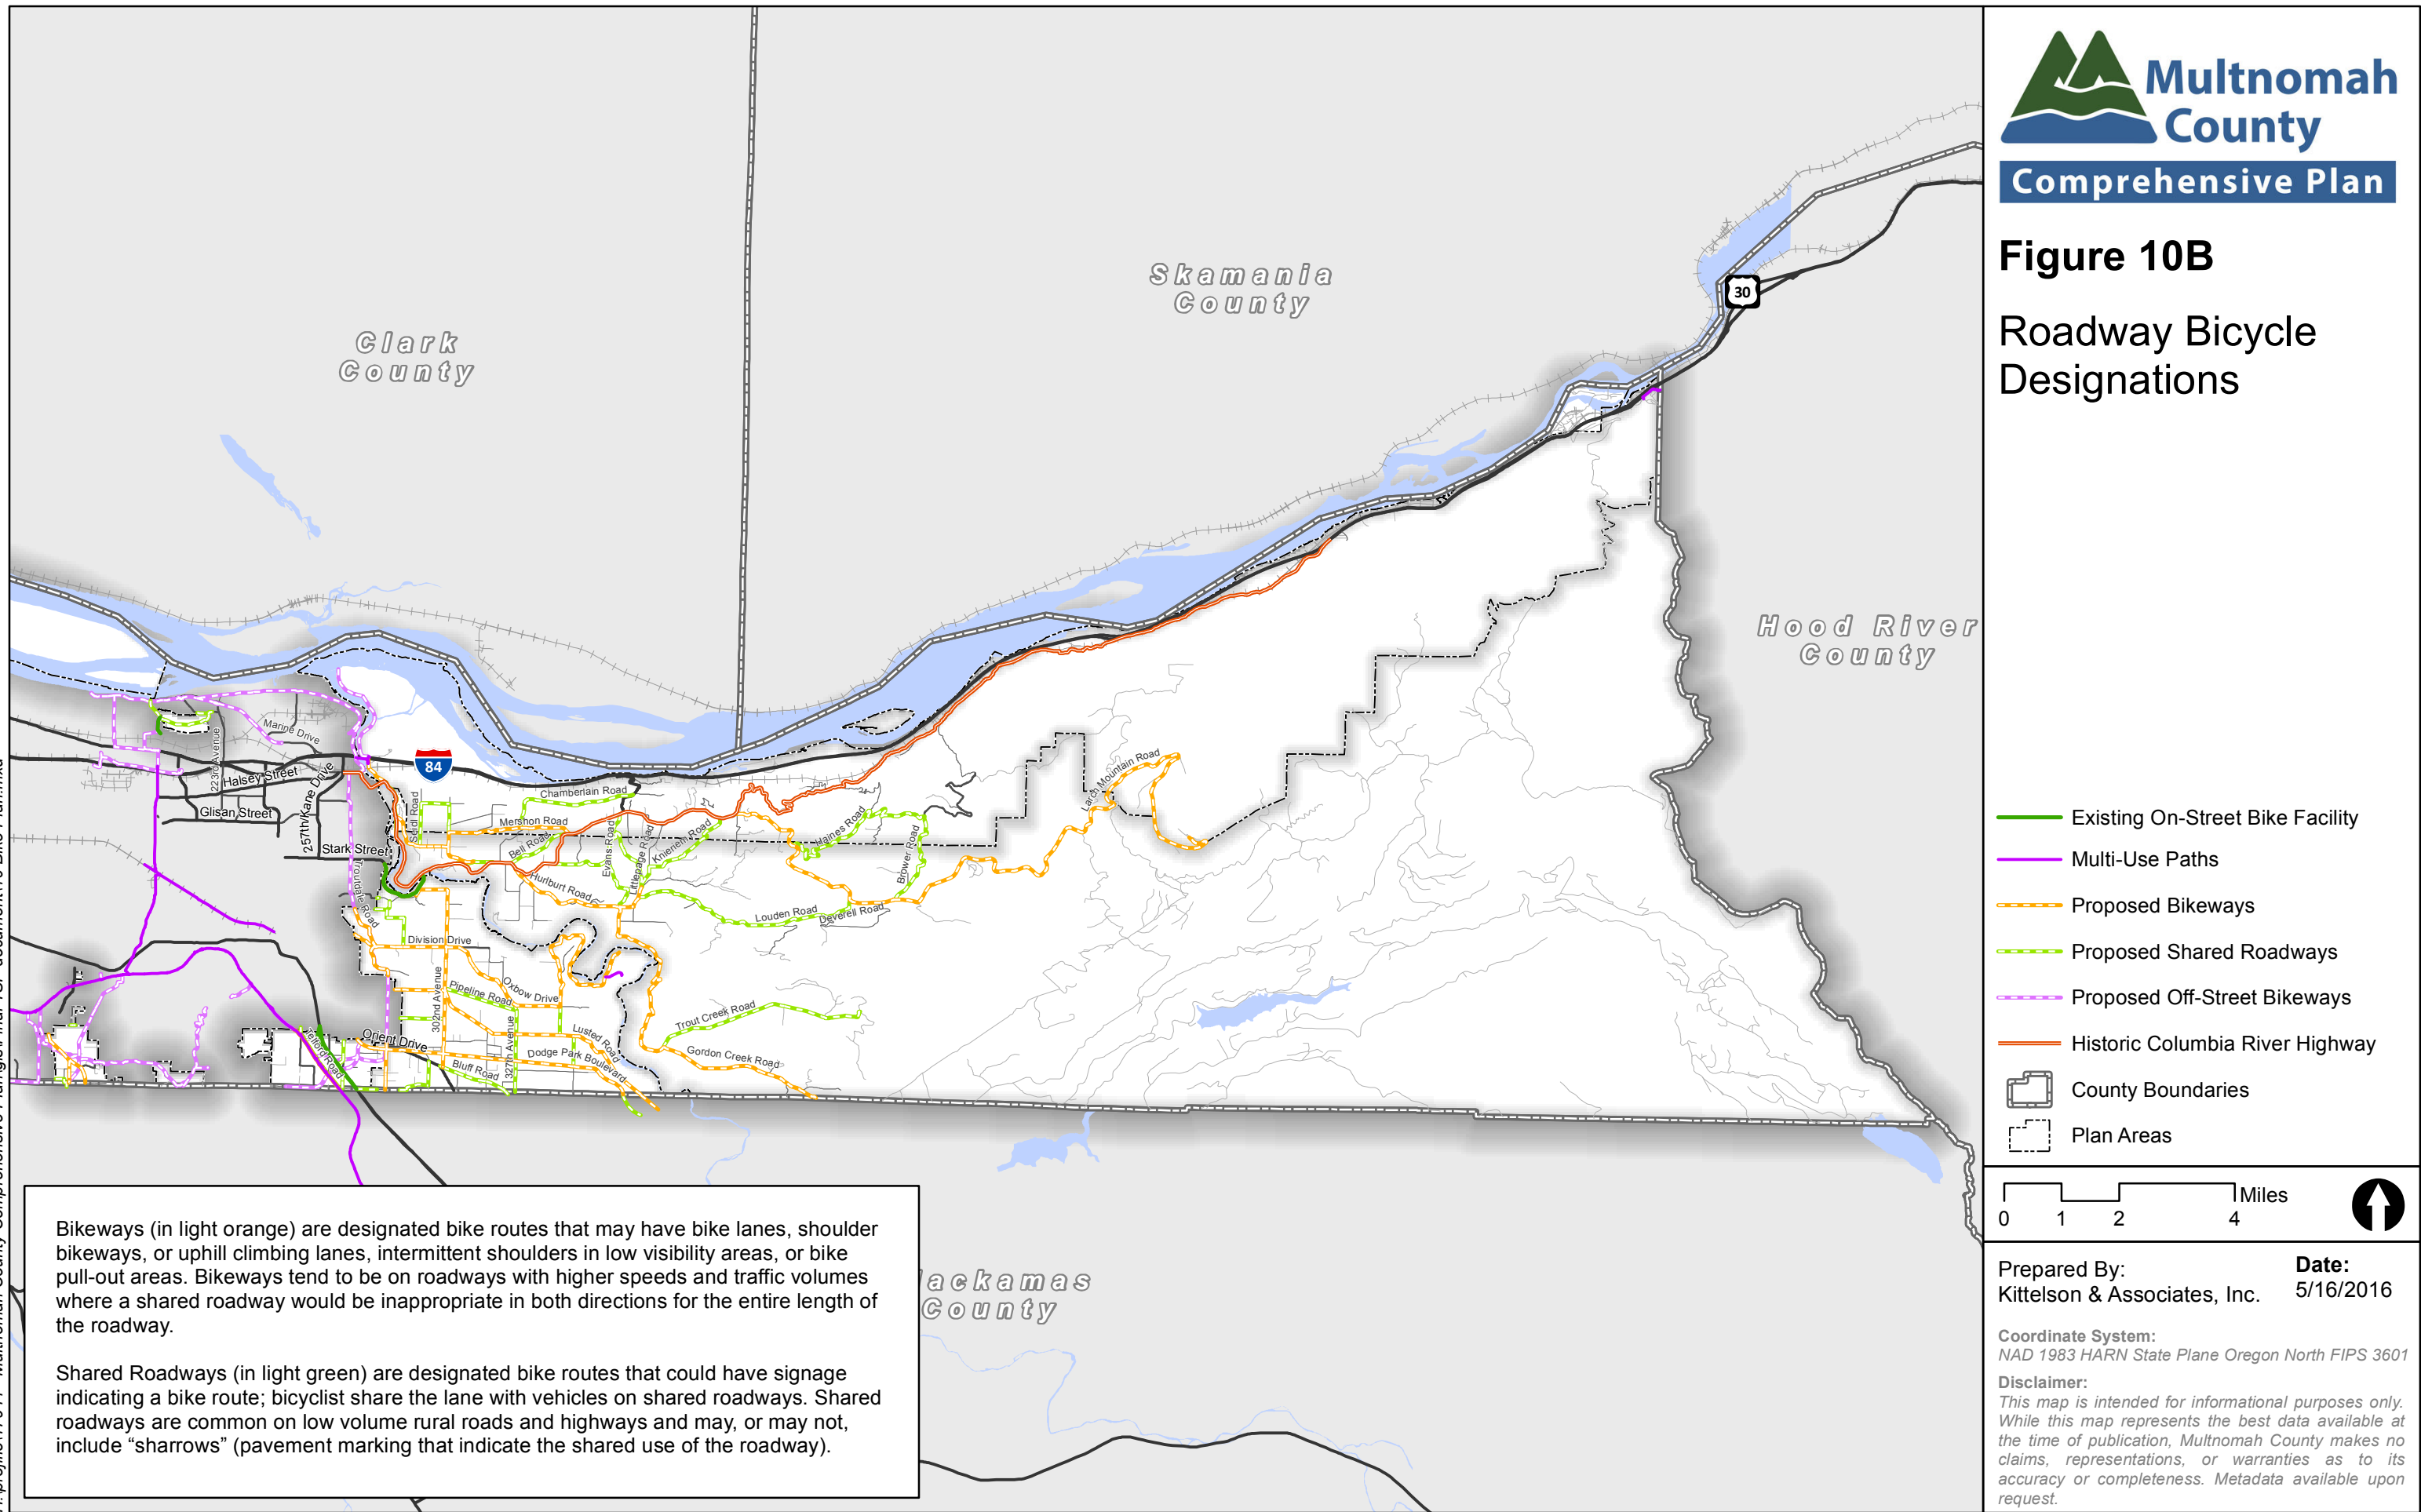 Multnomah
County
Comprehensive Plan
Figure 10B
Roadway Bicycle
Designations
Clark
County
Skamania
County
Hood River
County
ackamas
County
30
84
Marine Drive
223rd Avenue
Halsey Street
Glisan Street
257th/Kane Drive
Stark Street
Troutdale Road
Seidl Road
Chamberlain Road
Mershon Road
Bell Road
Evans Road
Littlepage Road
Knieriem Road
Hurlburt Road
Haines Road
Brower Road
Larch Mountain Road
Louden Road
Deverell Road
Division Drive
302nd Avenue
Pipeline Road
Oxbow Drive
Orient Drive
Telford Road
327th Avenue
Lusted Road
Dodge Park Boulevard
Bluff Road
Trout Creek Road
Gordon Creek Road
Existing On-Street Bike Facility
Multi-Use Paths
Proposed Bikeways
Proposed Shared Roadways
Proposed Off-Street Bikeways
Historic Columbia River Highway
County Boundaries
Plan Areas
Miles
0 1 2 4
Prepared By:
Kittelson & Associates, Inc.
Date:
5/16/2016
Coordinate System:
NAD 1983 HARN State Plane Oregon North FIPS 3601
Disclaimer:
This map is intended for informational purposes only.
While this map represents the best data available at
the time of publication, Multnomah County makes no
claims, representations, or warranties as to its
accuracy or completeness. Metadata available upon
request.
Bikeways (in light orange) are designated bike routes that may have bike lanes, shoulder
bikeways, or uphill climbing lanes, intermittent shoulders in low visibility areas, or bike
pull-out areas. Bikeways tend to be on roadways with higher speeds and traffic volumes
where a shared roadway would be inappropriate in both directions for the entire length of
the roadway.
Shared Roadways (in light green) are designated bike routes that could have signage
indicating a bike route; bicyclist share the lane with vehicles on shared roadways. Shared
roadways are common on low volume rural roads and highways and may, or may not,
include “sharrows” (pavement marking that indicate the shared use of the roadway).